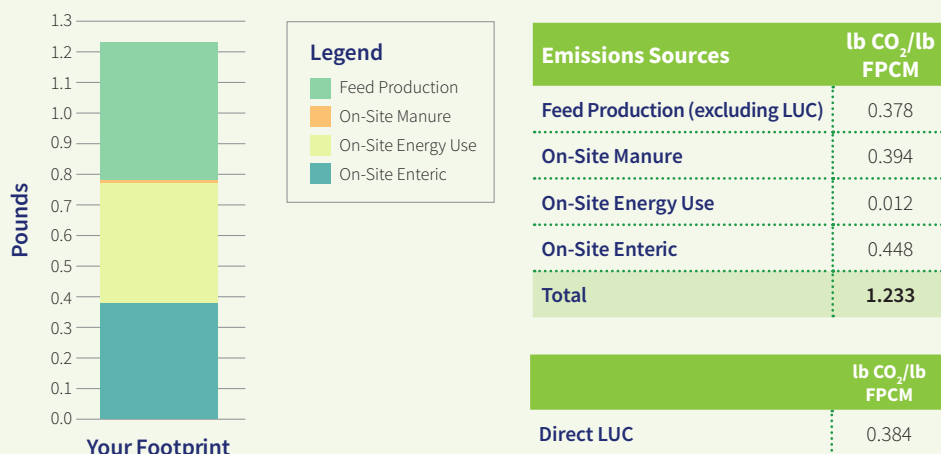 1.3
1.2
1.1
1.0
0.9
0.8
0.7
0.6
0.5
0.4
0.3
0.2
0.1
0.0
Pounds
Your Footprint
Legend
Feed Production
On-Site Manure
On-Site Energy Use
On-Site Enteric
Emissions Sources lb CO₂/lb
FPCM
Feed Production (excluding LUC) 0.378
On-Site Manure 0.394
On-Site Energy Use 0.012
On-Site Enteric 0.448
Total 1.233
lb CO₂/lb
FPCM
Direct LUC 0.384